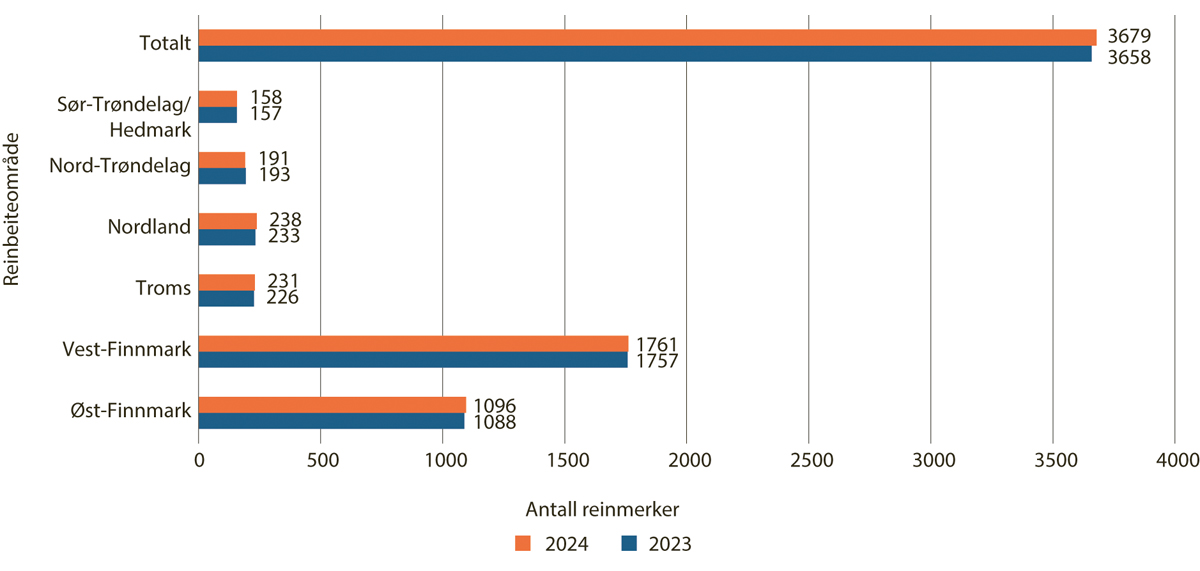 Reinbeiteområde
Totalt
3679
3658
Sør-Trøndelag/
Hedmark
158
157
Nord-Trøndelag
191
193
Nordland
238
233
Troms
231
226
Vest-Finnmark
1761
1757
Øst-Finnmark
1096
1088
0 500 1000 1500 2000 2500 3000 3500 4000
Antall reinmerker
2024 2023